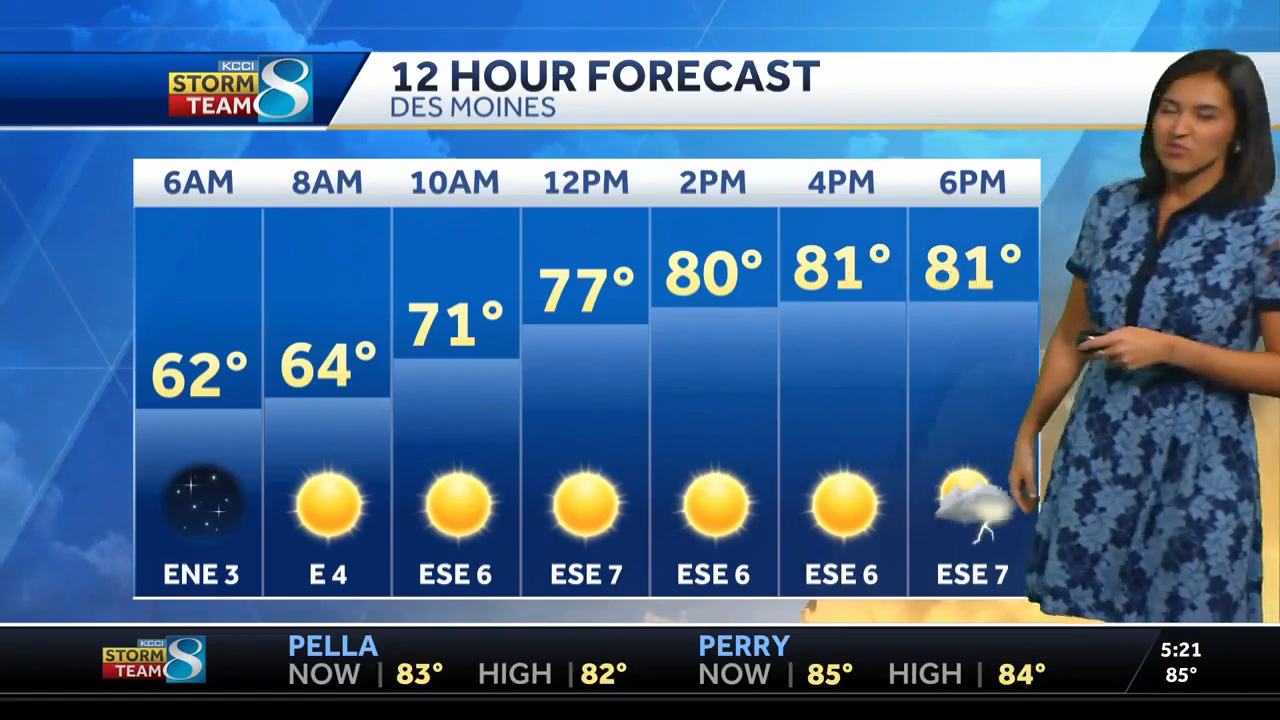 KCCI
STORM
TEAM 8
12 HOUR FORECAST
DES MOINES
6AM 8AM 10AM 12PM 2PM 4PM 6PM
62° 64° 71° 77° 80° 81° 81°
ENE 3 E 4 ESE 6 ESE 7 ESE 6 ESE 6 ESE 7
KCCI
STORM
TEAM 8
PELLA
NOW | 83° HIGH | 82°
PERRY
NOW | 85° HIGH | 84°
5:21
85°